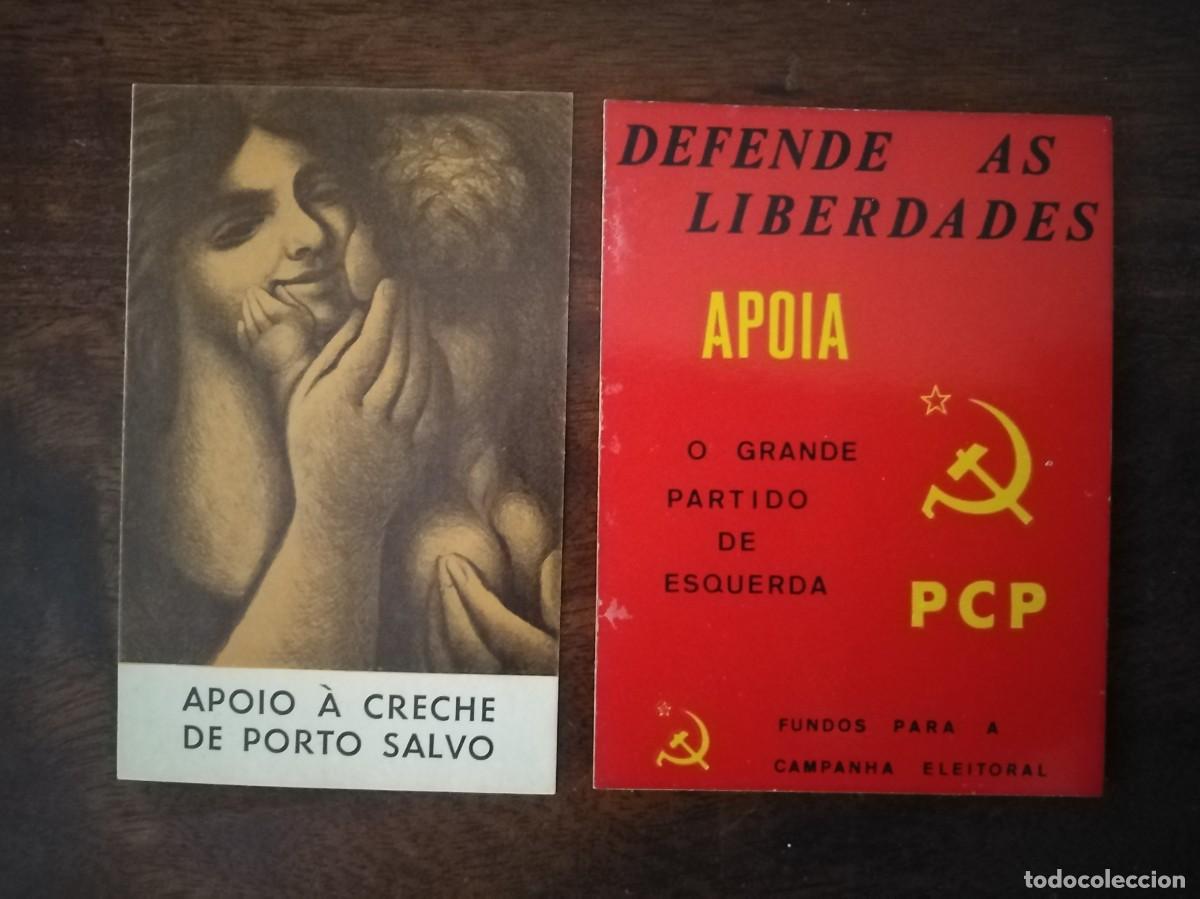 APOIO À CRECHE
DE PORTO SALVO
DEFENDE AS
LIBERDADES
APOIA
O GRANDE
PARTIDO
DE
ESQUERDA
PCP
FUNDOS PARA A
CAMPANHA ELEITORAL
todocoleccion